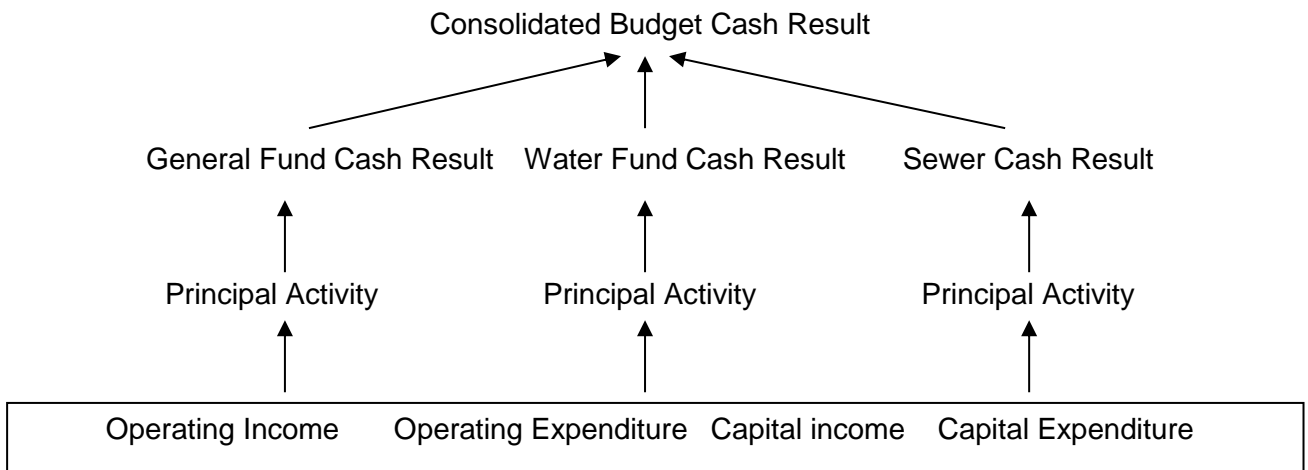 Consolidated Budget Cash Result
General Fund Cash Result Water Fund Cash Result Sewer Cash Result
Principal Activity Principal Activity Principal Activity
Operating Income Operating Expenditure Capital income Capital Expenditure